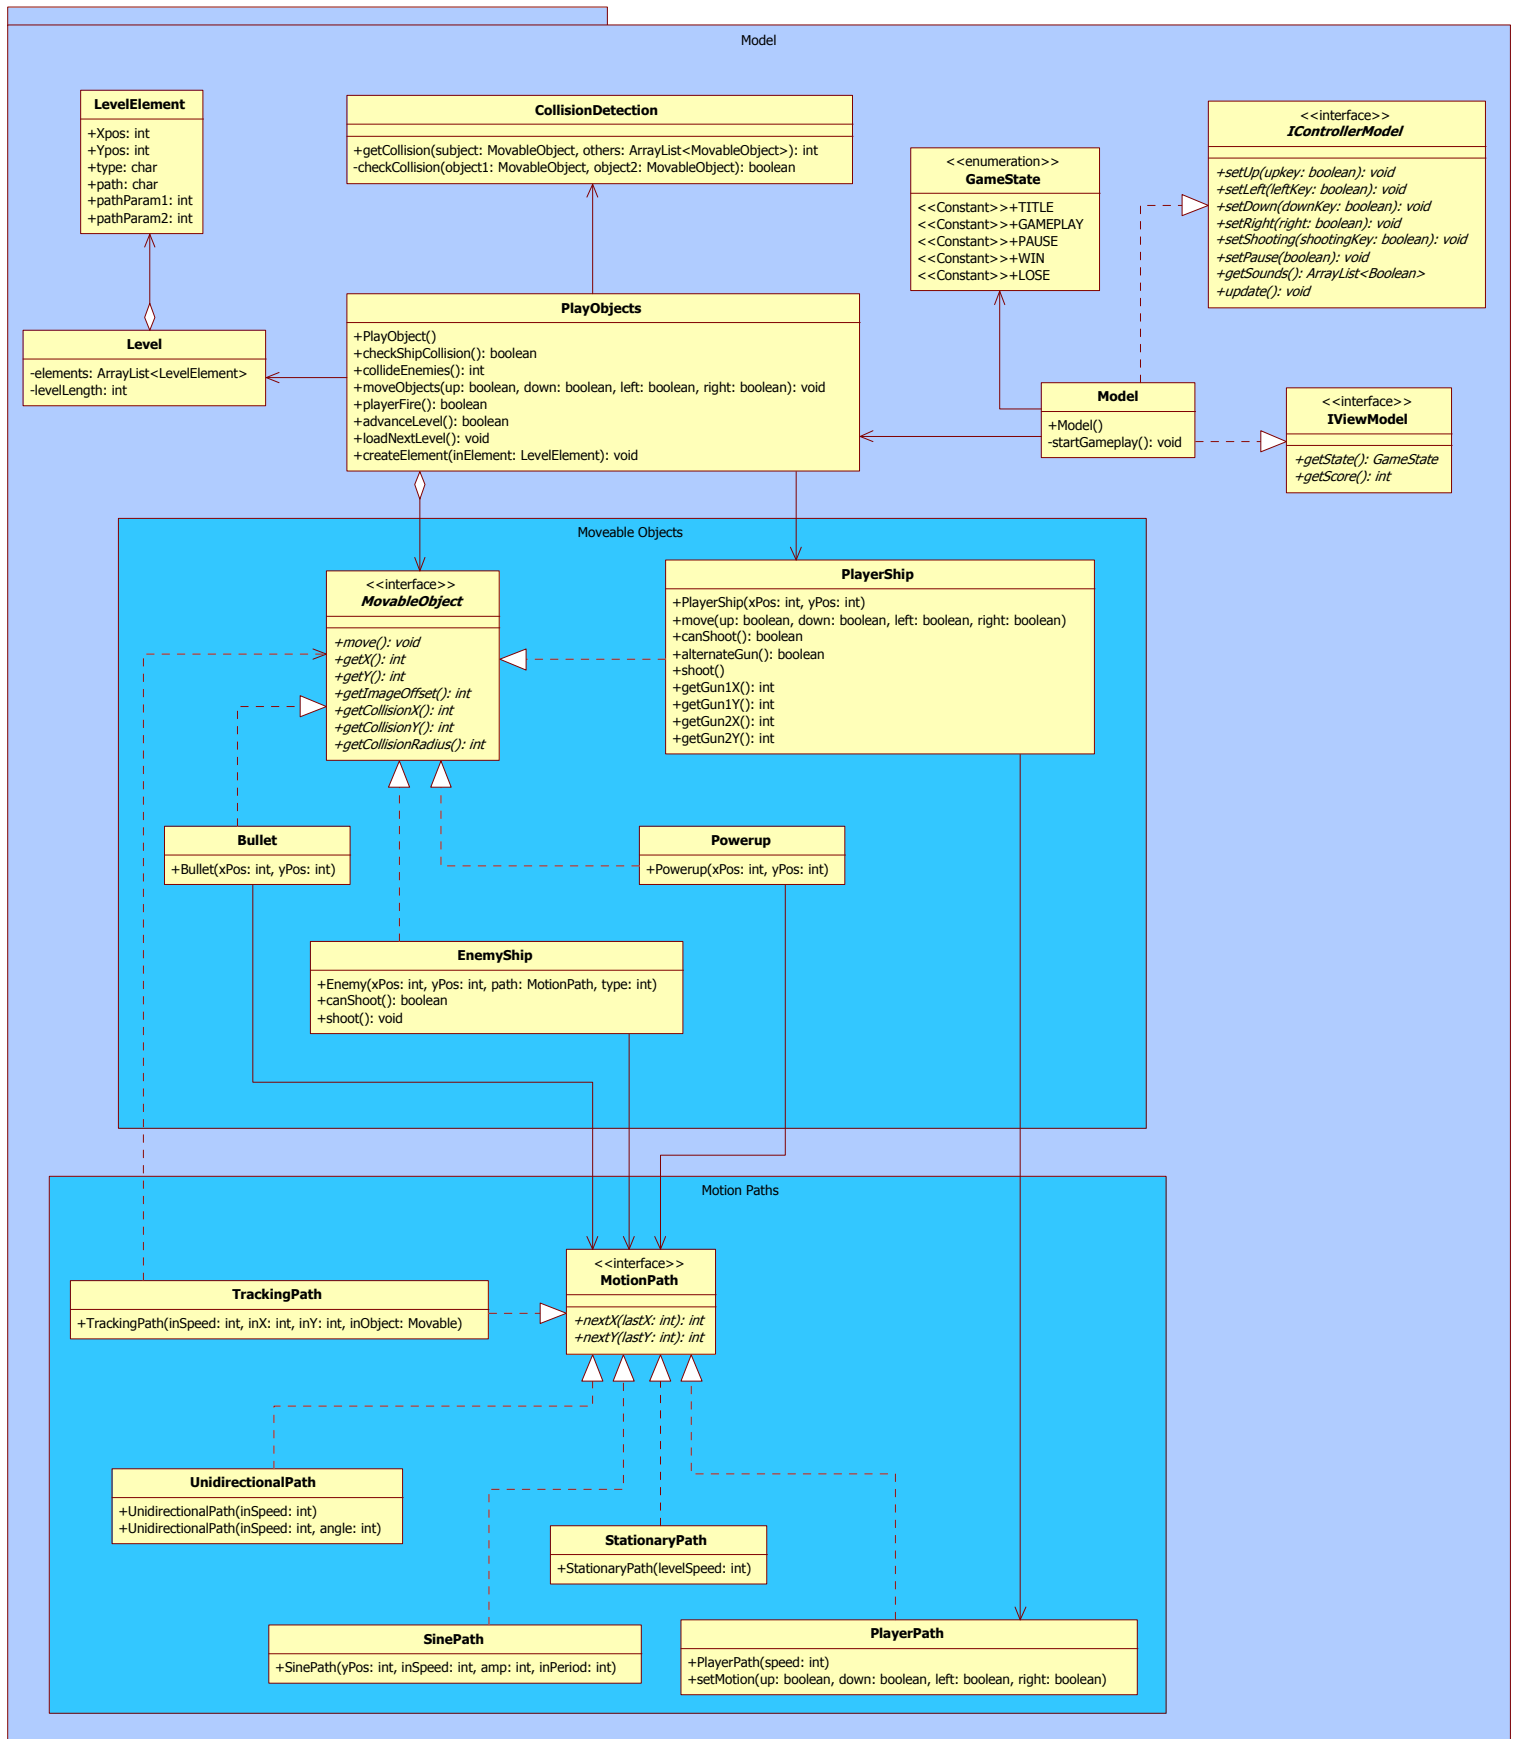 Model
LevelElement
+Xpos: int
+Ypos: int
+type: char
+path: char
+pathParam1: int
+pathParam2: int
CollisionDetection
+getCollision(subject: MovableObject, others: ArrayList<MovableObject>): int
-checkCollision(object1: MovableObject, object2: MovableObject): boolean
<<enumeration>>
GameState
<<Constant>>+TITLE
<<Constant>>+GAMEPLAY
<<Constant>>+PAUSE
<<Constant>>+WIN
<<Constant>>+LOSE
<<interface>>
IControllerModel
+setUp(upkey: boolean): void
+setLeft(leftKey: boolean): void
+setDown(downKey: boolean): void
+setRight(right: boolean): void
+setShooting(shootingKey: boolean): void
+setPause(boolean): void
+getSounds(): ArrayList<Boolean>
+update(): void
Level
-elements: ArrayList<LevelElement>
-levelLength: int
PlayObjects
+PlayObject()
+checkShipCollision(): boolean
+collideEnemies(): int
+moveObjects(up: boolean, down: boolean, left: boolean, right: boolean): void
+playerFire(): boolean
+advanceLevel(): boolean
+loadNextLevel(): void
+createElement(inElement: LevelElement): void
Model
+Model()
-startGameplay(): void
<<interface>>
IViewModel
+getState(): GameState
+getScore(): int
Moveable Objects
<<interface>>
MovableObject
+move(): void
+getX(): int
+getY(): int
+getImageOffset(): int
+getCollisionX(): int
+getCollisionY(): int
+getCollisionRadius(): int
PlayerShip
+PlayerShip(xPos: int, yPos: int)
+move(up: boolean, down: boolean, left: boolean, right: boolean)
+canShoot(): boolean
+alternateGun(): boolean
+shoot()
+getGun1X(): int
+getGun1Y(): int
+getGun2X(): int
+getGun2Y(): int
Bullet
+Bullet(xPos: int, yPos: int)
Powerup
+Powerup(xPos: int, yPos: int)
EnemyShip
+Enemy(xPos: int, yPos: int, path: MotionPath, type: int)
+canShoot(): boolean
+shoot(): void
Motion Paths
<<interface>>
MotionPath
+nextX(lastX: int): int
+nextY(lastY: int): int
TrackingPath
+TrackingPath(inSpeed: int, inX: int, inY: int, inObject: Movable)
UnidirectionalPath
+UnidirectionalPath(inSpeed: int)
+UnidirectionalPath(inSpeed: int, angle: int)
StationaryPath
+StationaryPath(levelSpeed: int)
SinePath
+SinePath(yPos: int, inSpeed: int, amp: int, inPeriod: int)
PlayerPath
+PlayerPath(speed: int)
+setMotion(up: boolean, down: boolean, left: boolean, right: boolean)